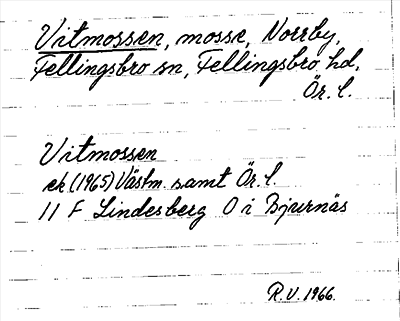 Vitmossen, mosse, Norrby,
Fellingsbro sn, Fellingsbro hd,
Ör. l.
Vitmossen
ek (1965) Västm. samt Ör. l.
11 F Lindesberg O i Bjurnäs
R.V. 1966.